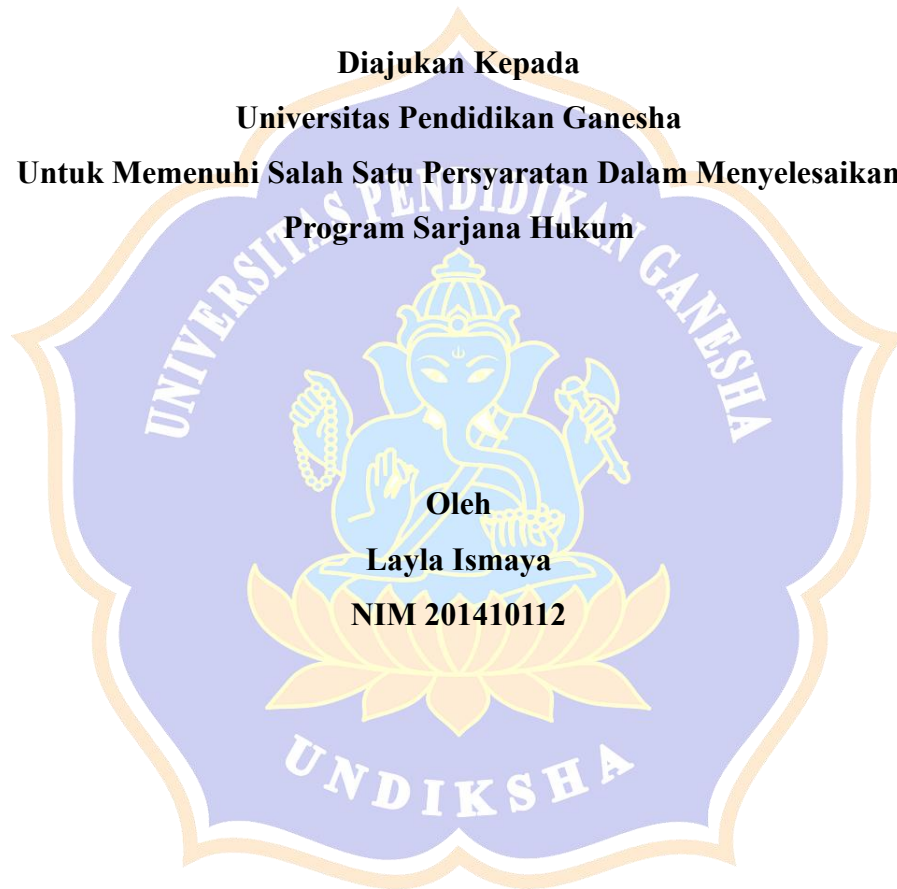 Diajukan Kepada
Universitas Pendidikan Ganesha
Untuk Memenuhi Salah Satu Persyaratan Dalam Menyelesaikan
Program Sarjana Hukum
UNIVERSITAS PENDIDIKAN GANESHA
Oleh
Layla Ismaya
NIM 201410112
UNDIKSHA